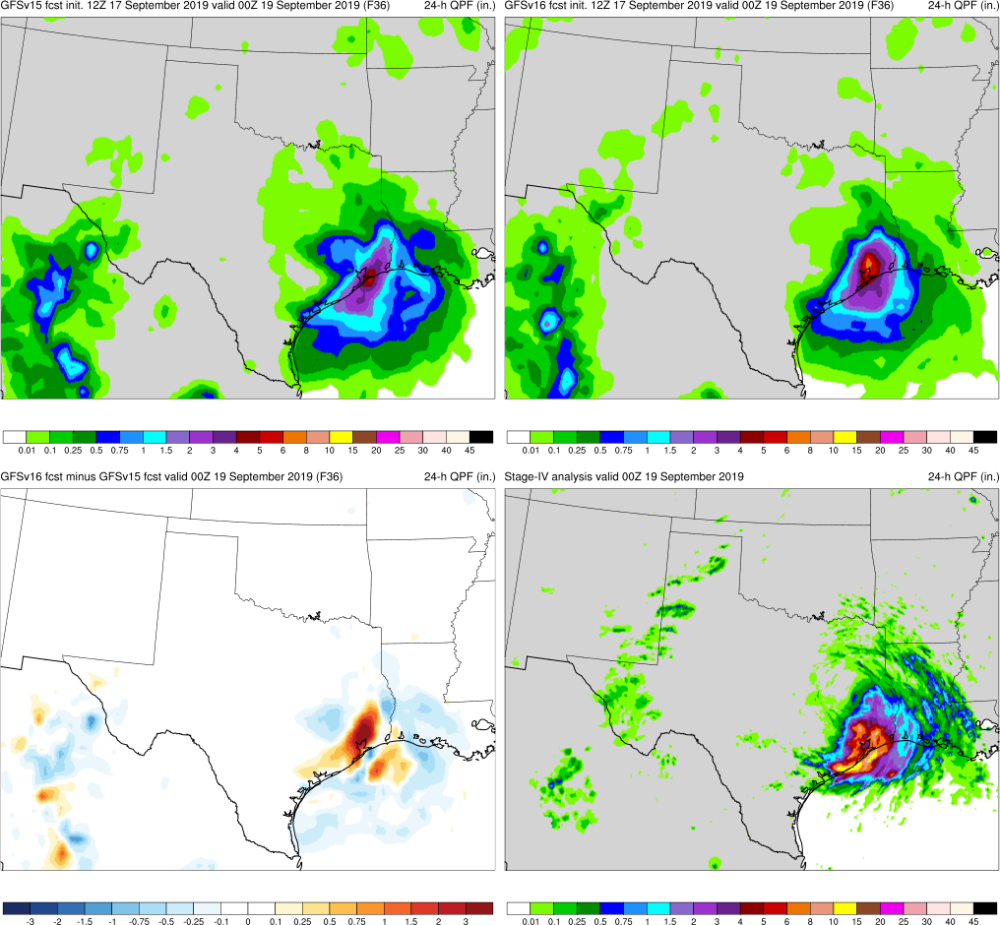 GFSv15 fcst init. 12Z 17 September 2019 valid 00Z 19 September 2019 (F36) 24-h QPF (in.)
GFSv16 fcst init. 12Z 17 September 2019 valid 00Z 19 September 2019 (F36) 24-h QPF (in.)
0.01 0.1 0.25 0.5 0.75 1 1.5 2 3 4 5 6 8 10 15 20 25 30 40 45
0.01 0.1 0.25 0.5 0.75 1 1.5 2 3 4 5 6 8 10 15 20 25 30 40 45
GFSv16 fcst minus GFSv15 fcst valid 00Z 19 September 2019 (F36) 24-h QPF (in.)
Stage-IV analysis valid 00Z 19 September 2019 24-h QPF (in.)
-3 -2 -1.5 -1 -0.75 -0.5 -0.25 -0.1 0 0.1 0.25 0.5 0.75 1 1.5 2 3
0.01 0.1 0.25 0.5 0.75 1 1.5 2 3 4 5 6 8 10 15 20 25 30 40 45